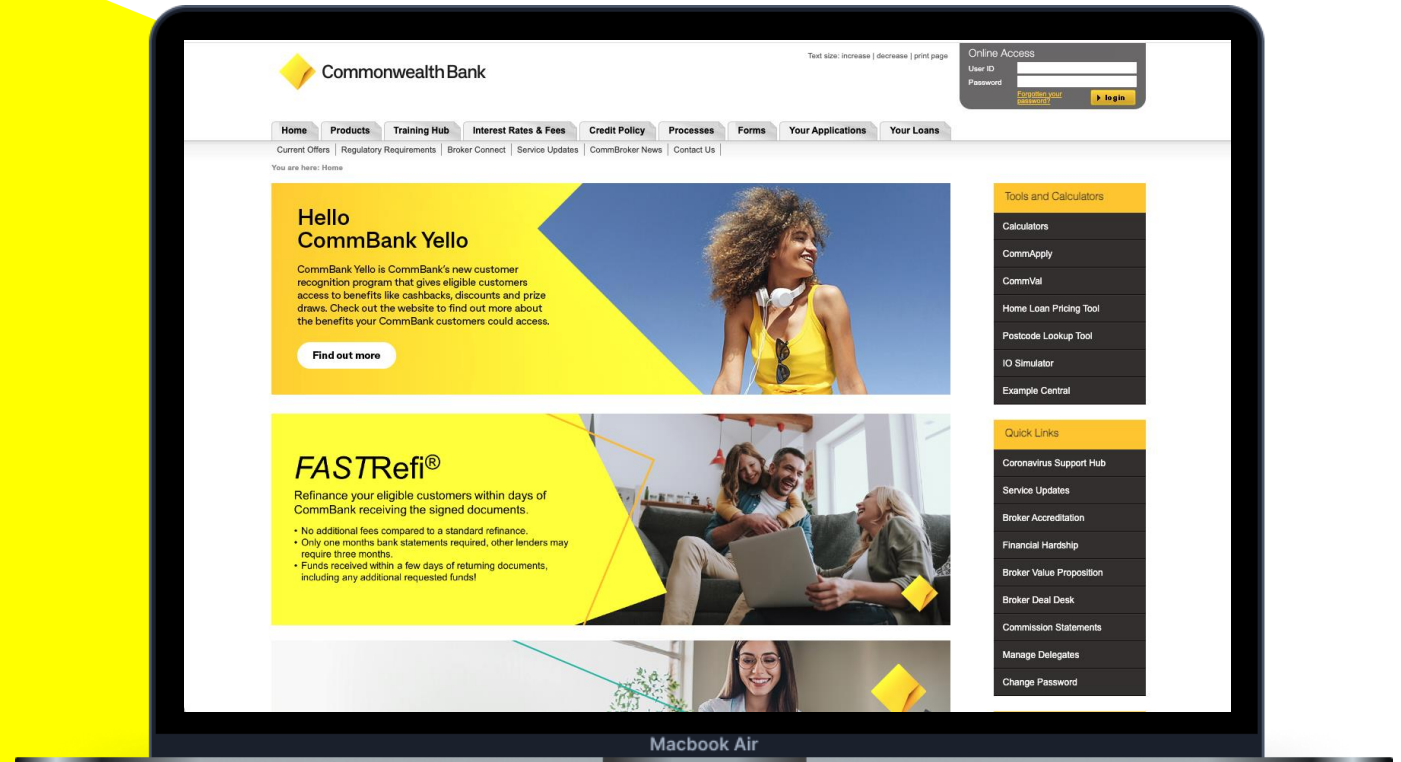 CommonwealthBank
Text size: increase | decrease | print page
Online Access
User ID
Password
Forgotten your
password?
login
Home Products Training Hub Interest Rates & Fees Credit Policy Processes Forms Your Applications Your Loans
Current Offers | Regulatory Requirements | Broker Connect | Service Updates | CommBroker News | Contact Us |
You are here: Home
Hello
CommBank Yello
CommBank Yello is CommBank's new customer
recognition program that gives eligible customers
access to benefits like cashbacks, discounts and prize
draws. Check out the website to find out more about
the benefits your CommBank customers could access.
Find out more
FASTRefi®
Refinance your eligible customers within days of
CommBank receiving the signed documents.
• No additional fees compared to a standard refinance.
• Only one months bank statements required, other lenders may
require three months.
• Funds received within a few days of returning documents,
including any additional requested funds!
Tools and Calculators
Calculators
CommApply
CommVal
Home Loan Pricing Tool
Postcode Lookup Tool
IO Simulator
Example Central
Quick Links
Coronavirus Support Hub
Service Updates
Broker Accreditation
Financial Hardship
Broker Value Proposition
Broker Deal Desk
Commission Statements
Manage Delegates
Change Password
Macbook Air